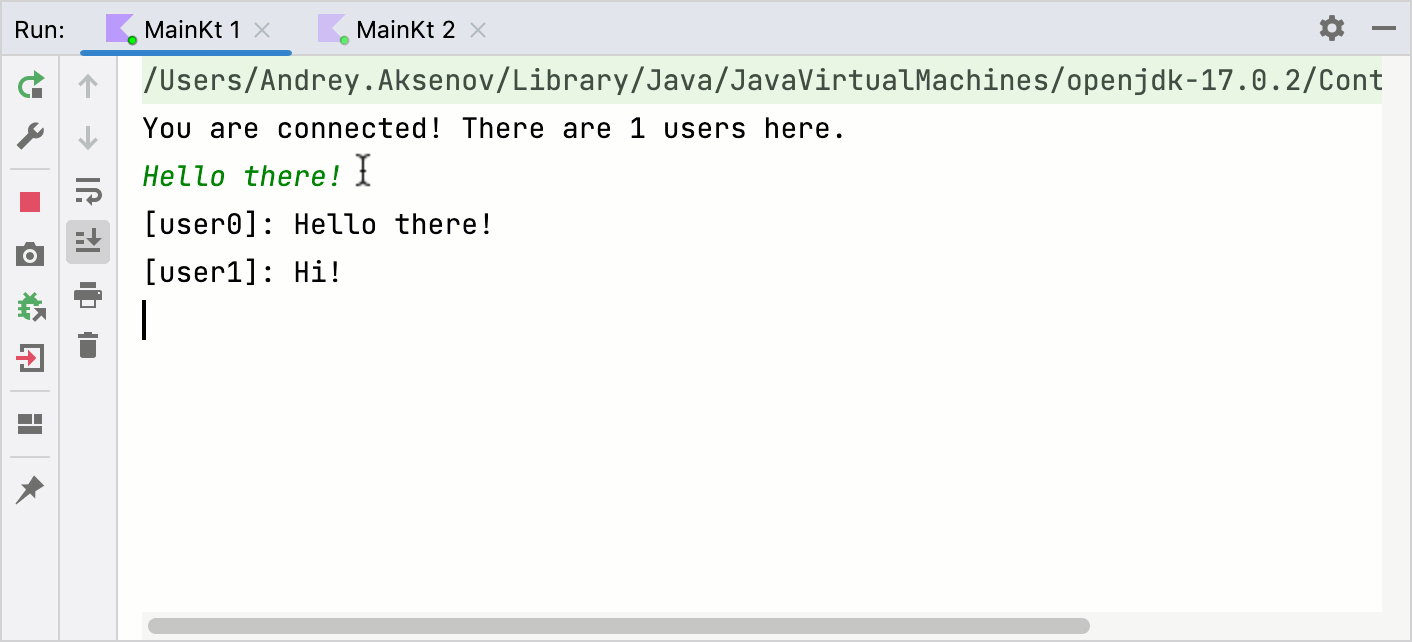 Run: MainKt 1 MainKt 2
/Users/Andrey.Aksenov/Library/Java/JavaVirtualMachines/openjdk-17.0.2/Cont
You are connected! There are 1 users here.
Hello there!
[user0]: Hello there!
[user1]: Hi!